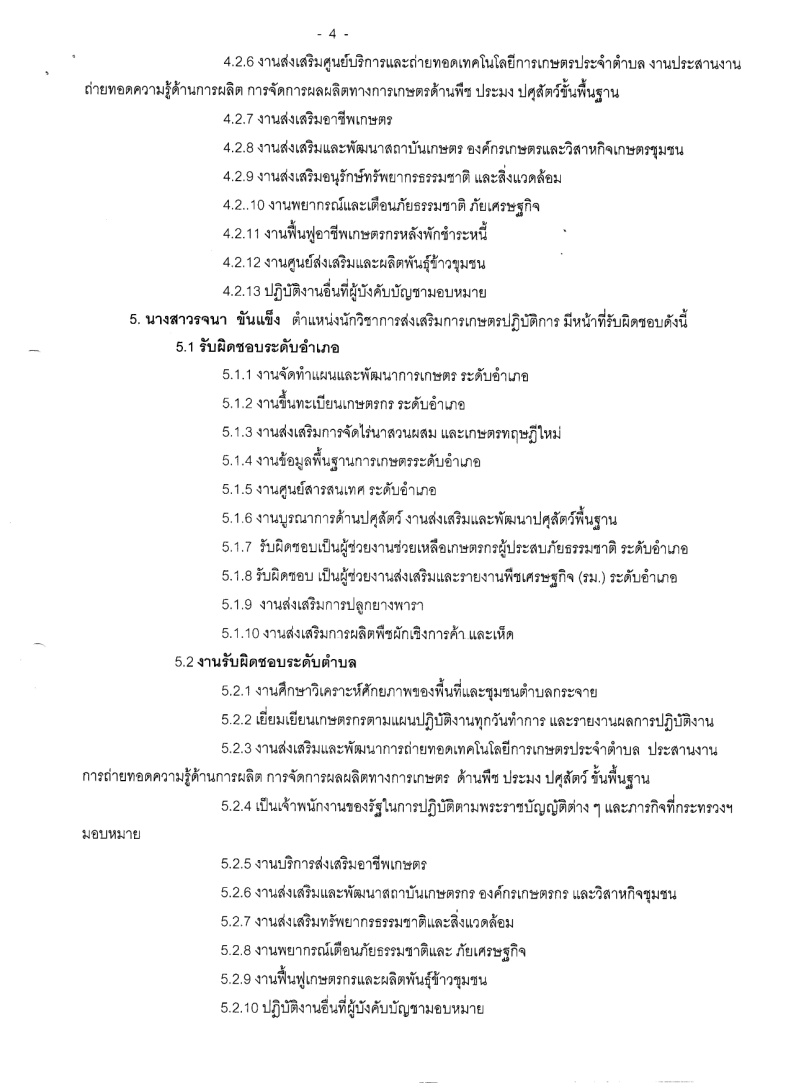 - 4 -
4.2.6 งานส่งเสริมศูนย์บริการและถ่ายทอดเทคโนโลยีการเกษตรประจำตำบล งานประสานงาน
ถ่ายทอดความรู้ด้านการผลิต การจัดการผลผลิตทางการเกษตรด้านพืช ประมง ปศุสัตว์ขั้นพื้นฐาน
4.2.7 งานส่งเสริมอาชีพเกษตร
4.2.8 งานส่งเสริมและพัฒนาสถาบันเกษตร องค์กรเกษตรและวิสาหกิจเกษตรชุมชน
4.2.9 งานส่งเสริมอนุรักษ์ทรัพยากรธรรมชาติ และสิ่งแวดล้อม
4.2..10 งานพยากรณ์และเตือนภัยธรรมชาติ ภัยเศรษฐกิจ
4.2.11 งานฟื้นฟูอาชีพเกษตรกรหลังพักชำระหนี้
4.2.12 งานศูนย์ส่งเสริมและผลิตพันธุ์ข้าวชุมชน
4.2.13 ปฏิบัติงานอื่นที่ผู้บังคับบัญชามอบหมาย
5. นางสาวรจนา ขันแข็ง ตำแหน่งนักวิชาการส่งเสริมการเกษตรปฏิบัติการ มีหน้าที่รับผิดชอบดังนี้
5.1 รับผิดชอบระดับอำเภอ
5.1.1 งานจัดทำแผนและพัฒนาการเกษตร ระดับอำเภอ
5.1.2 งานขึ้นทะเบียนเกษตรกร ระดับอำเภอ
5.1.3 งานส่งเสริมการจัดไร่นาสวนผสม และเกษตรทฤษฎีใหม่
5.1.4 งานข้อมูลพื้นฐานการเกษตรระดับอำเภอ
5.1.5 งานศูนย์สารสนเทศ ระดับอำเภอ
5.1.6 งานบูรณาการด้านปศุสัตว์ งานส่งเสริมและพัฒนาปศุสัตว์พื้นฐาน
5.1.7 รับผิดชอบเป็นผู้ช่วยงานช่วยเหลือเกษตรกรผู้ประสบภัยธรรมชาติ ระดับอำเภอ
5.1.8 รับผิดชอบ เป็นผู้ช่วยงานส่งเสริมและรายงานพืชเศรษฐกิจ (รม.) ระดับอำเภอ
5.1.9 งานส่งเสริมการปลูกยางพารา
5.1.10 งานส่งเสริมการผลิตพืชผักเชิงการค้า และเห็ด
5.2 งานรับผิดชอบระดับตำบล
5.2.1 งานศึกษาวิเคราะห์ศักยภาพของพื้นที่และชุมชนตำบลกระจาย
5.2.2 เยี่ยมเยียนเกษตรกรตามแผนปฏิบัติงานทุกวันทำการ และรายงานผลการปฏิบัติงาน
5.2.3 งานส่งเสริมและพัฒนาการถ่ายทอดเทคโนโลยีการเกษตรประจำตำบล ประสานงาน
การถ่ายทอดความรู้ด้านการผลิต การจัดการผลผลิตทางการเกษตร ด้านพืช ประมง ปศุสัตว์ ขั้นพื้นฐาน
5.2.4 เป็นเจ้าพนักงานของรัฐในการปฏิบัติตามพระราชบัญญัติต่าง ๆ และภารกิจที่กระทรวงฯ
มอบหมาย
5.2.5 งานบริการส่งเสริมอาชีพเกษตร
5.2.6 งานส่งเสริมและพัฒนาสถาบันเกษตรกร องค์กรเกษตรกร และวิสาหกิจชุมชน
5.2.7 งานส่งเสริมทรัพยากรธรรมชาติและสิ่งแวดล้อม
5.2.8 งานพยากรณ์เตือนภัยธรรมชาติและ ภัยเศรษฐกิจ
5.2.9 งานฟื้นฟูเกษตรกรและผลิตพันธุ์ข้าวชุมชน
5.2.10 ปฏิบัติงานอื่นที่ผู้บังคับบัญชามอบหมาย